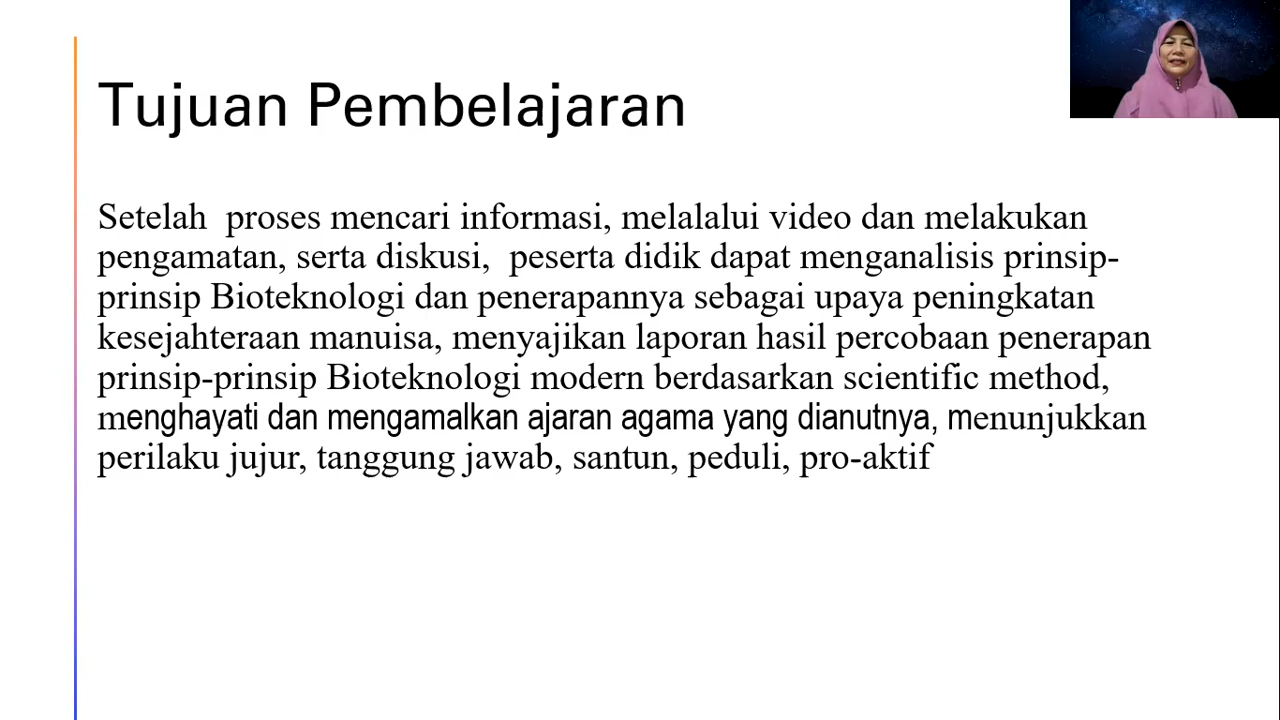 Tujuan Pembelajaran
Setelah  proses mencari informasi, melalalui video dan melakukan
pengamatan, serta diskusi,  peserta didik dapat menganalisis prinsip-
prinsip Bioteknologi dan penerapannya sebagai upaya peningkatan
kesejahteraan manuisa, menyajikan laporan hasil percobaan penerapan
prinsip-prinsip Bioteknologi modern berdasarkan scientific method,
menghayati dan mengamalkan ajaran agama yang dianutnya, menunjukkan
perilaku jujur, tanggung jawab, santun, peduli, pro-aktif